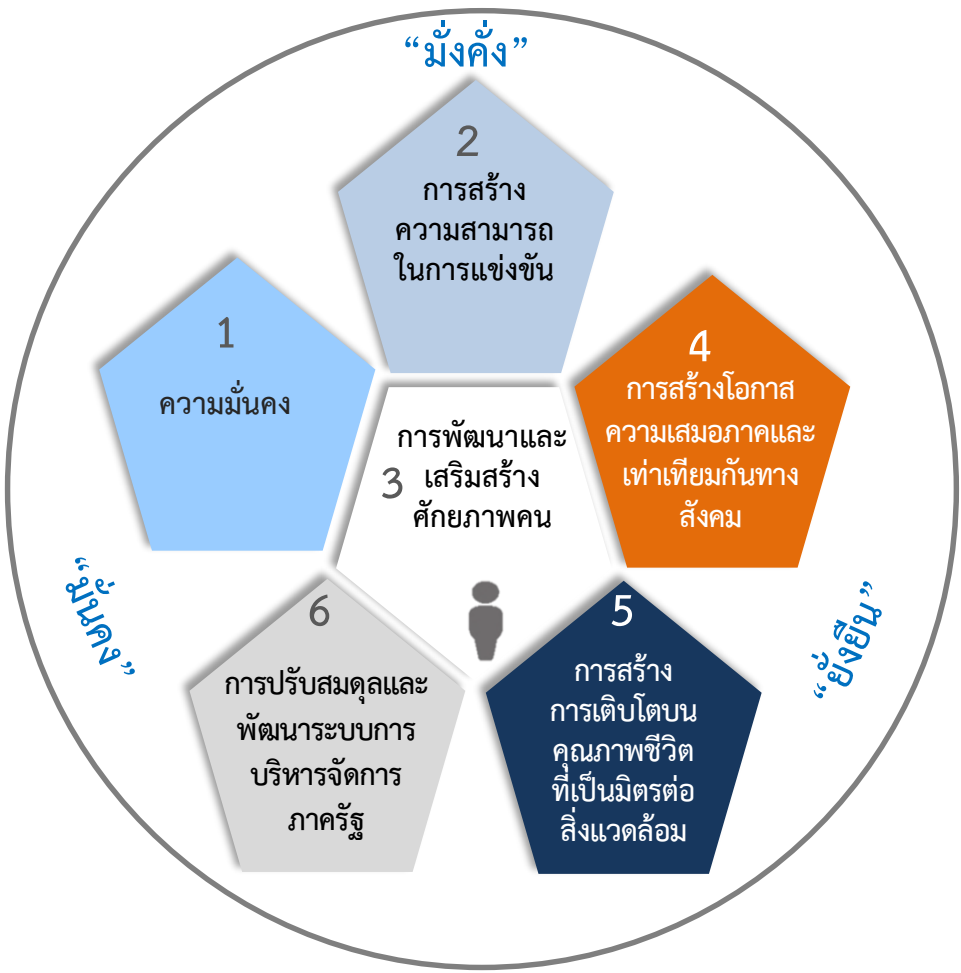 “มั่งคั่ง”
2
การสร้าง
ความสามารถ
ในการแข่งขัน
1
ความมั่นคง
4
การสร้างโอกาส
ความเสมอภาคและ
เท่าเทียมกันทาง
สังคม
การพัฒนาและ
3 เสริมสร้าง
ศักยภาพคน
“มั่นคง”
“ยั่งยืน”
6
การปรับสมดุลและ
พัฒนาระบบการ
บริหารจัดการ
ภาครัฐ
5
การสร้าง
การเติบโตบน
คุณภาพชีวิต
ที่เป็นมิตรต่อ
สิ่งแวดล้อม